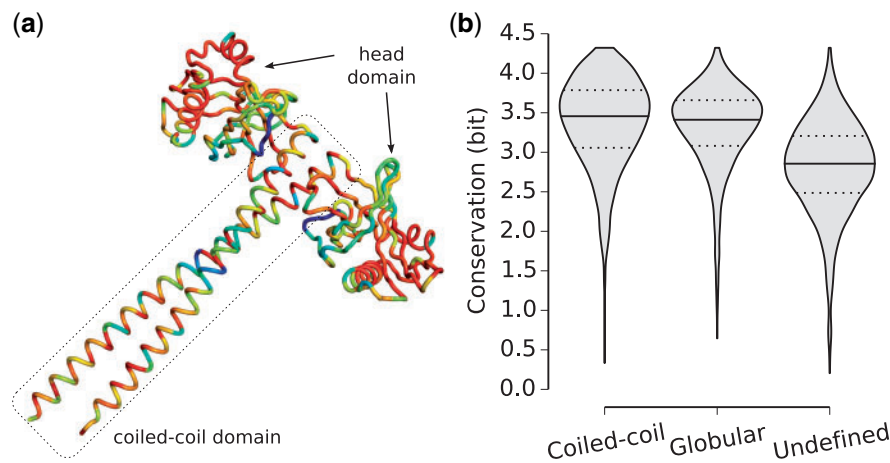 (a)
head
domain
coiled-coil domain
(b)
Conservation (bit)
4.5
4.0
3.5
3.0
2.5
2.0
1.5
1.0
0.5
0.0
Coiled-coil
Globular
Undefined